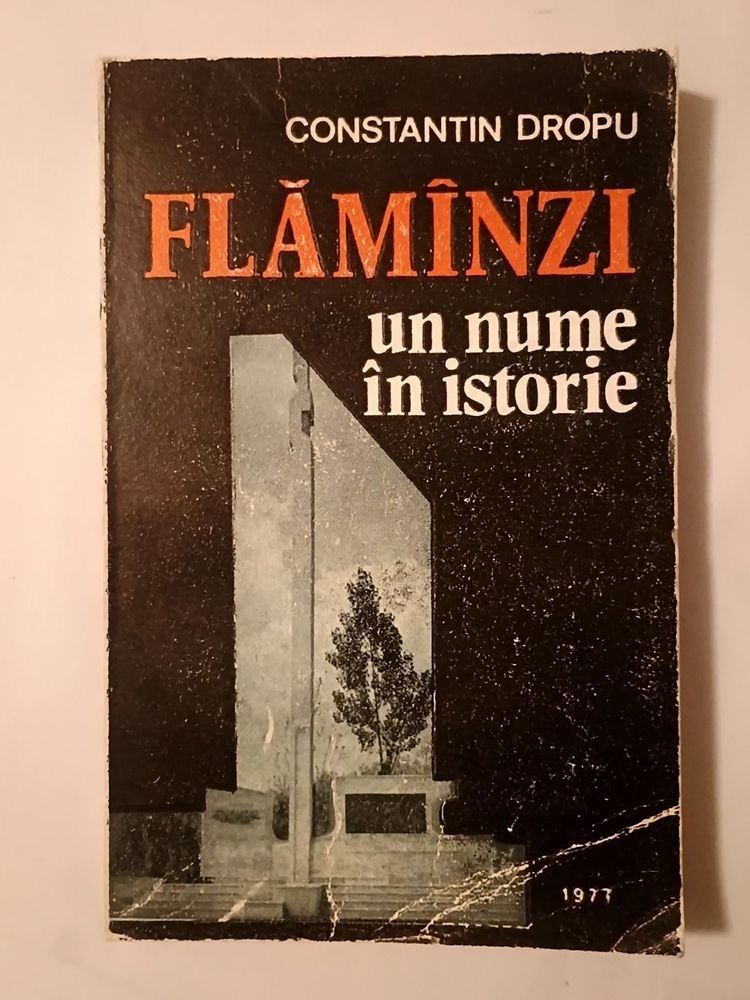 CONSTANTIN DROPU
FLĂMÎNZI
un nume
în istorie
1977